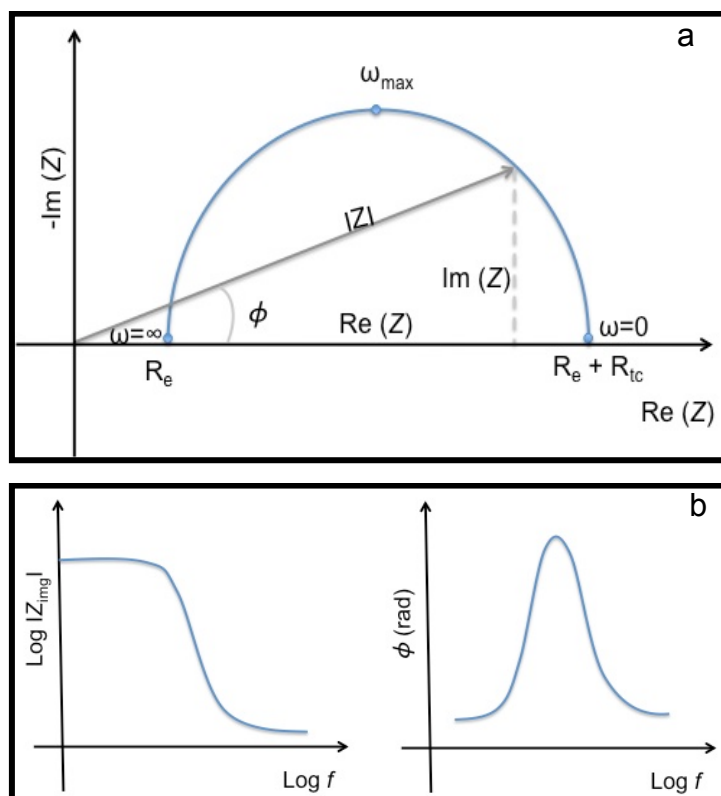 a
ω_max
-Im (Z)
|Z|
Im (Z)
ϕ
Re (Z)
ω=∞
ω=0
R_e
R_e + R_tc
Re (Z)
b
Log |Z_img|
Log f
ϕ (rad)
Log f